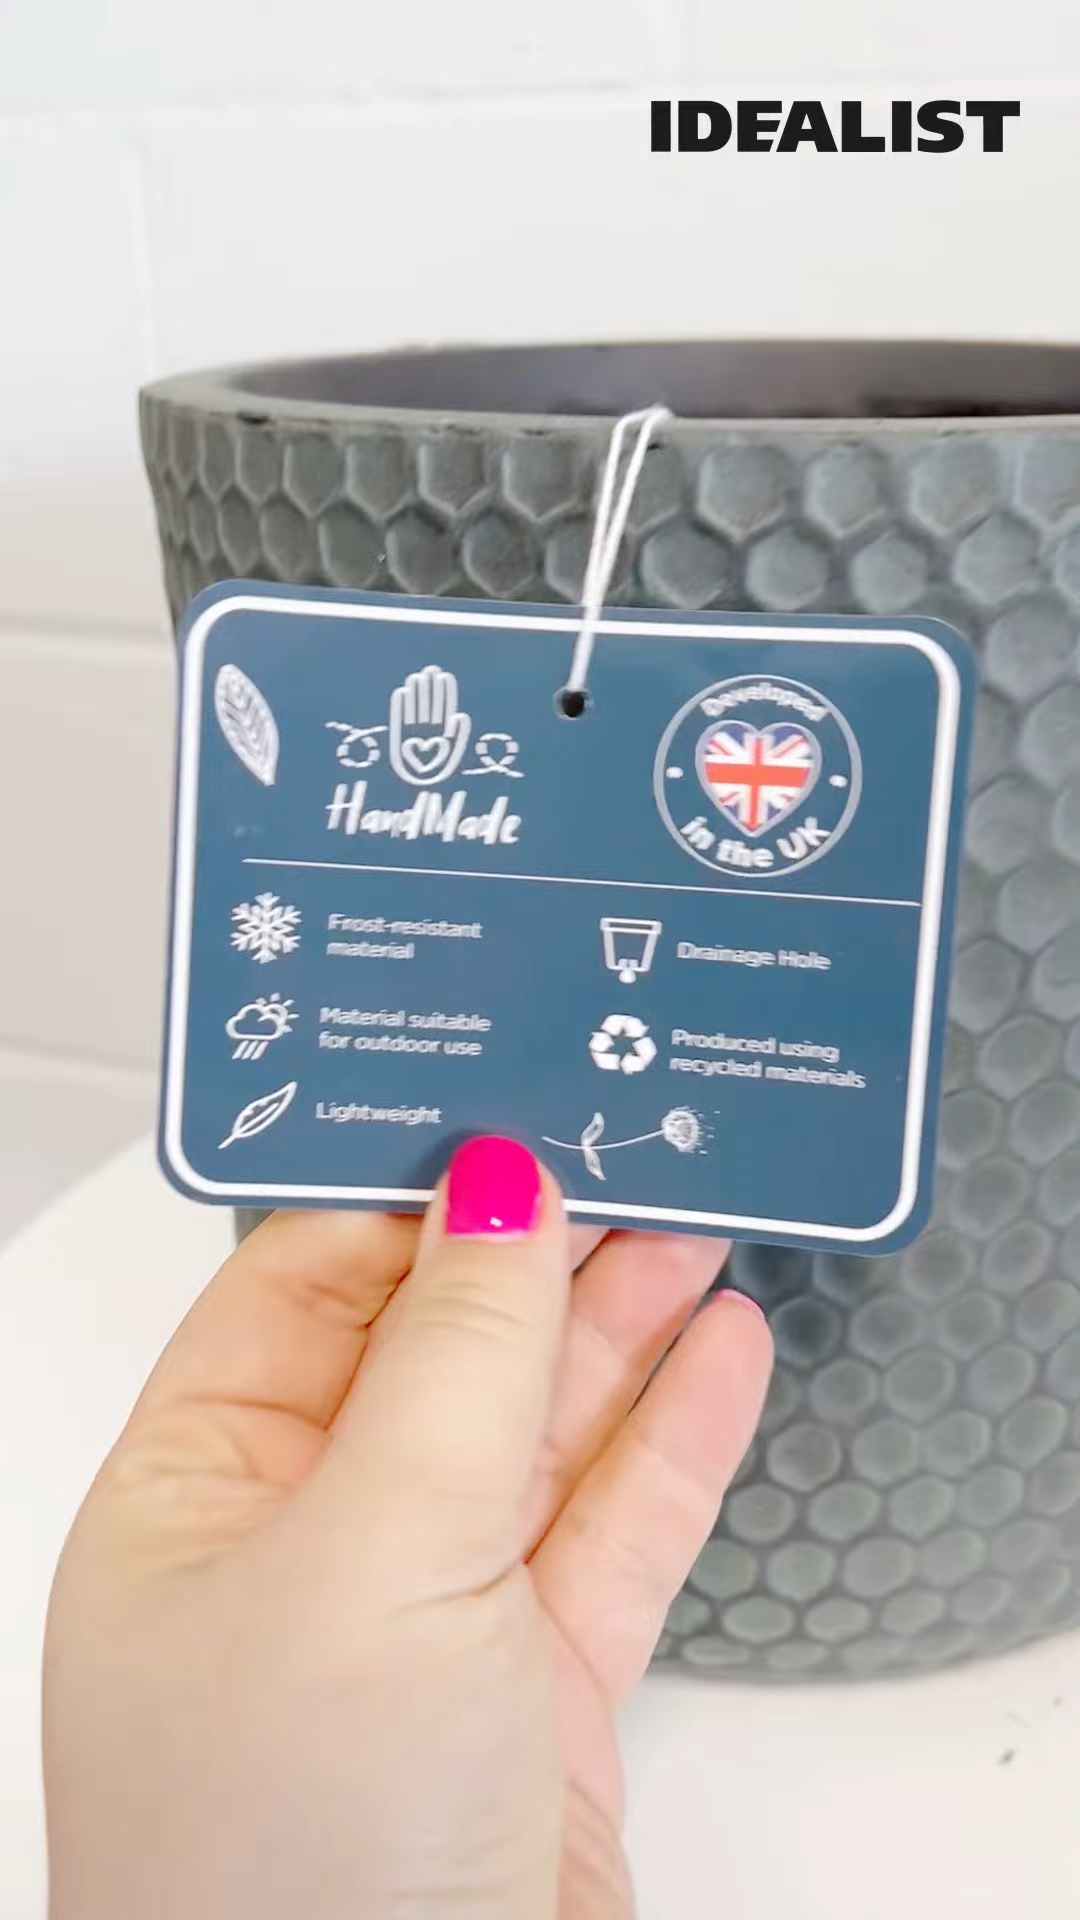 IDEALIST
HandMade
Developed
in the UK
Frost-resistant
material
Drainage Hole
Material suitable
for outdoor use
Produced using
recycled materials
Lightweight